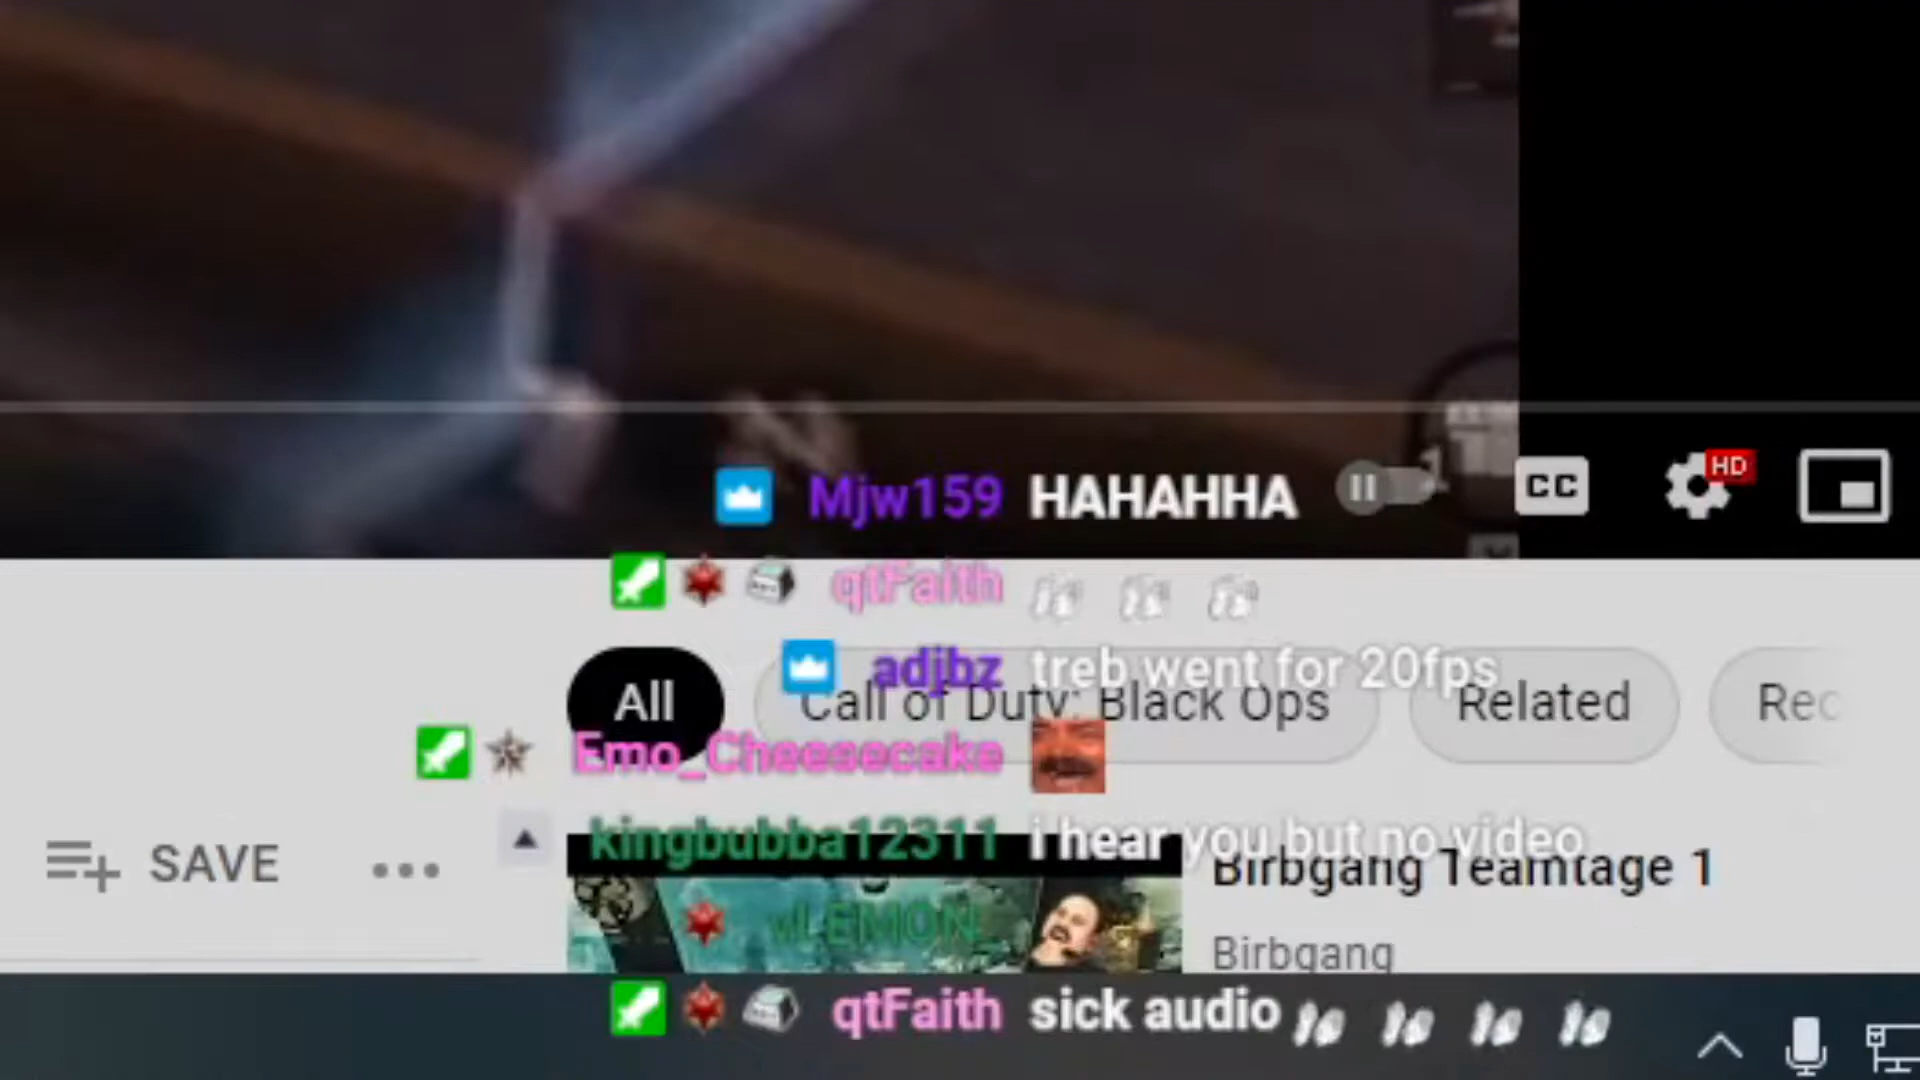 Mjw159 HAHAHHA
CC
HD
qtFaith
adjbz treb went for 20fps
All
Call of Duty: Black Ops
Related
Rec
Emo_Cheesecake
kingbubba12311 i hear you but no video
SAVE
Birbgang Teamtage 1
vLEMON_
Birbgang
qtFaith sick audio